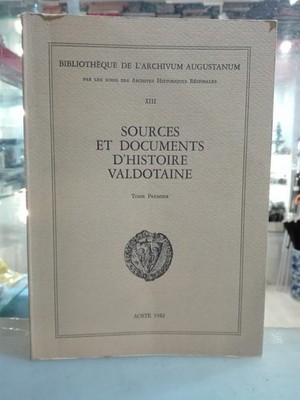 BIBLIOTHÈQUE DE L'ARCHIVUM AUGUSTANUM
PAR LES SOINS DES ARCHIVES HISTORIQUES RÉGIONALES
XIII
SOURCES
ET DOCUMENTS
D'HISTOIRE
VALDOTAINE
TOME PREMIER
AOSTE 1982